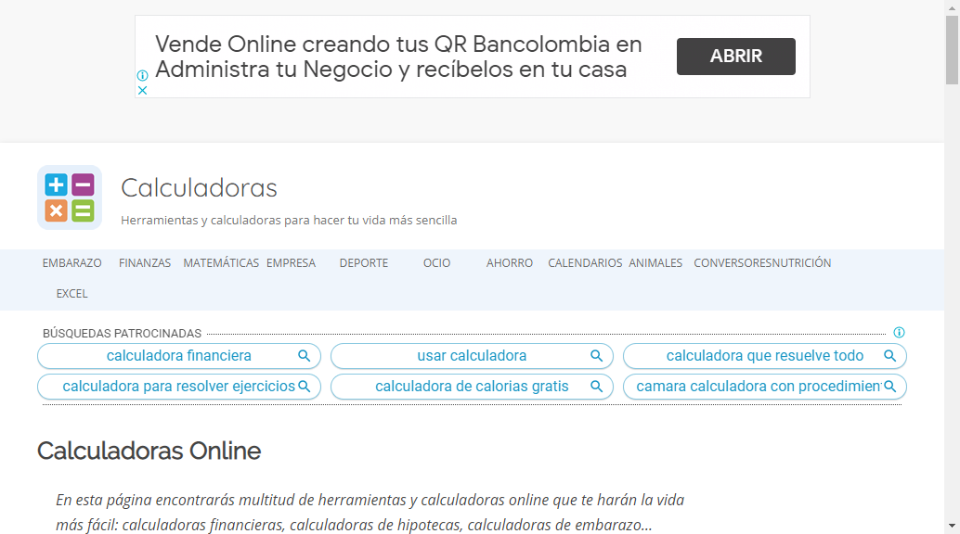 Vende Online creando tus QR Bancolombia en
Administra tu Negocio y recíbelos en tu casa
ABRIR
Calculadoras
Herramientas y calculadoras para hacer tu vida más sencilla
EMBARAZO FINANZAS MATEMÁTICAS EMPRESA DEPORTE OCIO AHORRO CALENDARIOS ANIMALES CONVERSORES NUTRICIÓN
EXCEL
BÚSQUEDAS PATROCINADAS
calculadora financiera usar calculadora calculadora que resuelve todo
calculadora para resolver ejercicios calculadora de calorias gratis camara calculadora con procedimien
Calculadoras Online
En esta página encontrarás multitud de herramientas y calculadoras online que te harán la vida
más fácil: calculadoras financieras, calculadoras de hipotecas, calculadoras de embarazo...